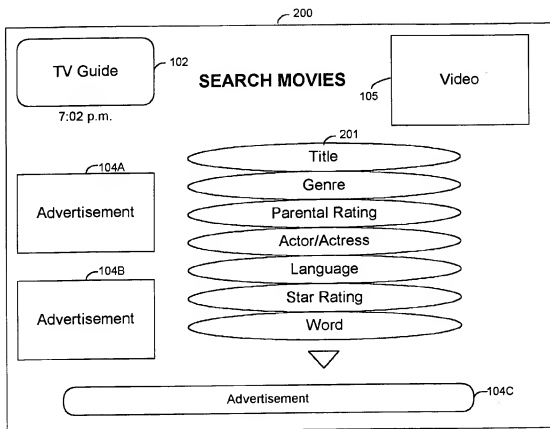 200
TV Guide
102
SEARCH MOVIES
105
Video
7:02 p.m.
201
Title
104A
Genre
Advertisement
Parental Rating
Actor/Actress
104B
Language
Advertisement
Star Rating
Word
Advertisement
104C